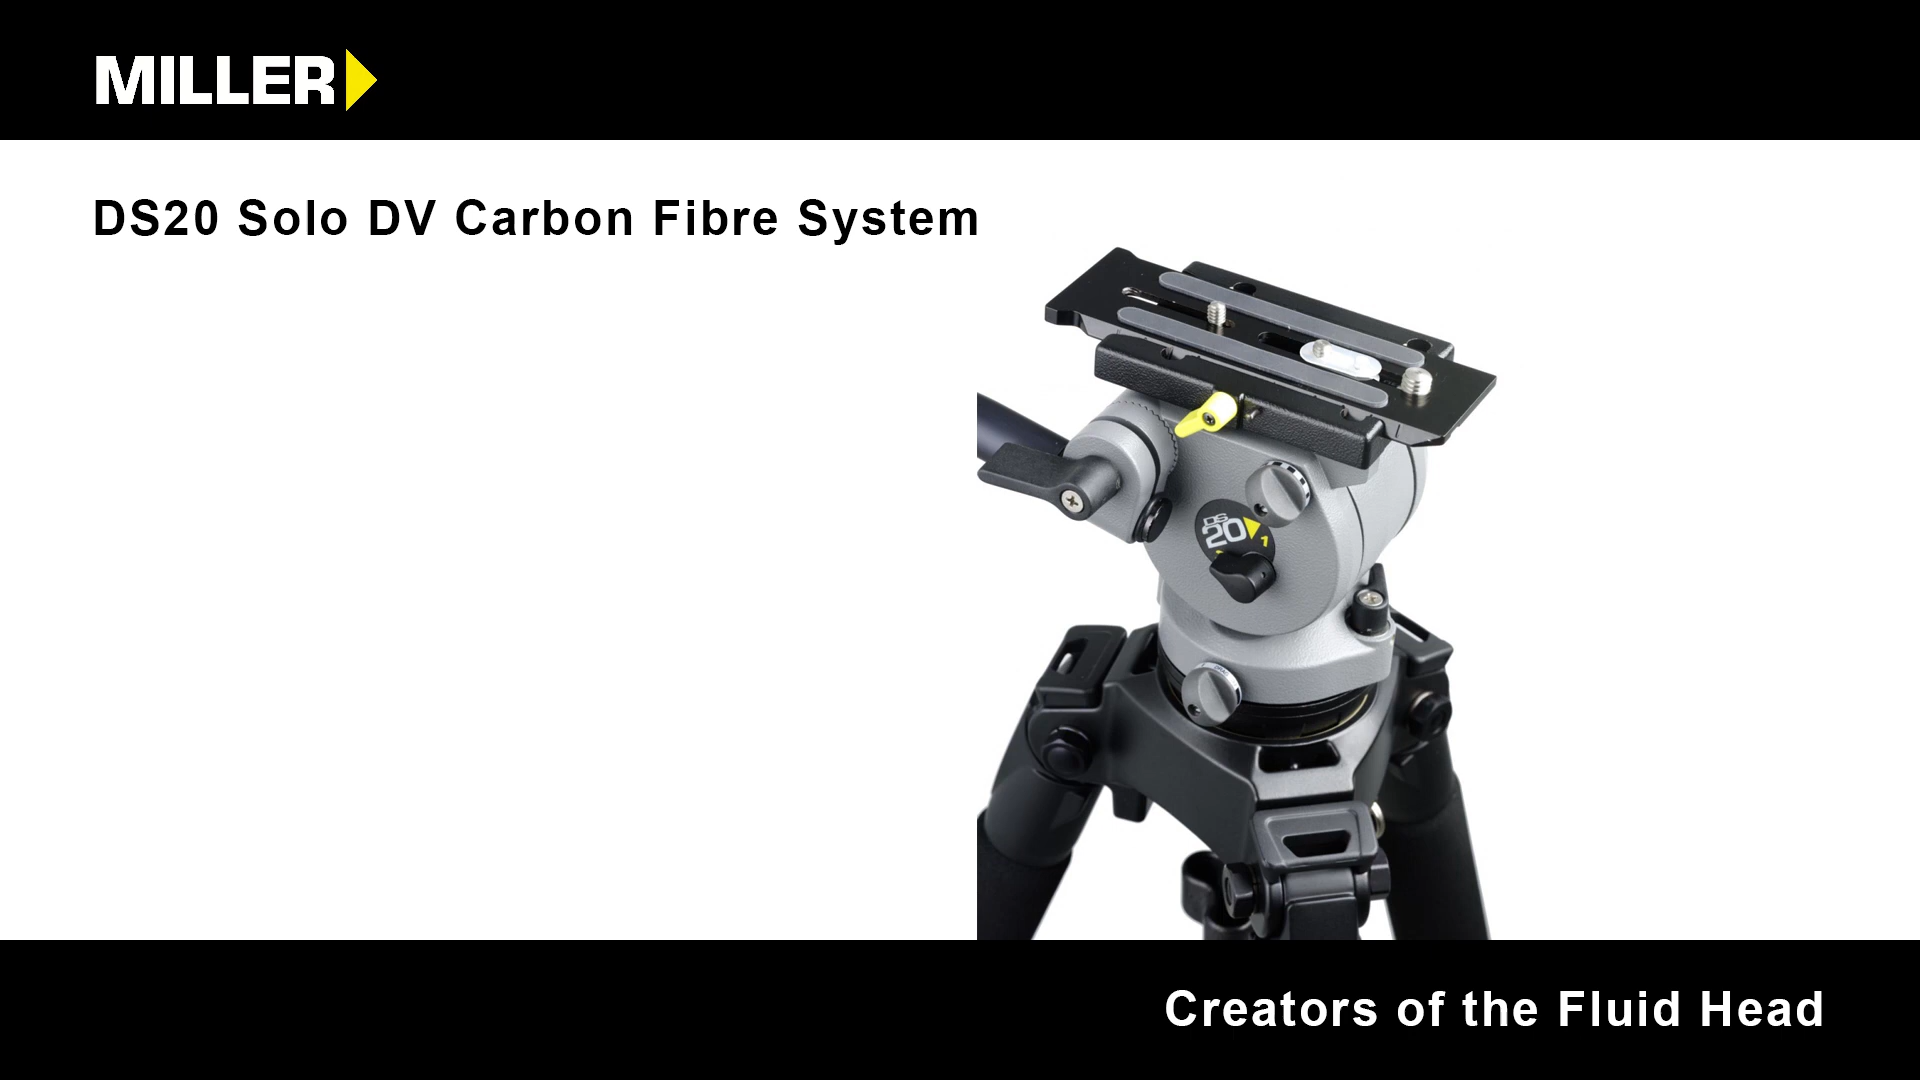 MILLER
DS20 Solo DV Carbon Fibre System
DS
20
1
Creators of the Fluid Head